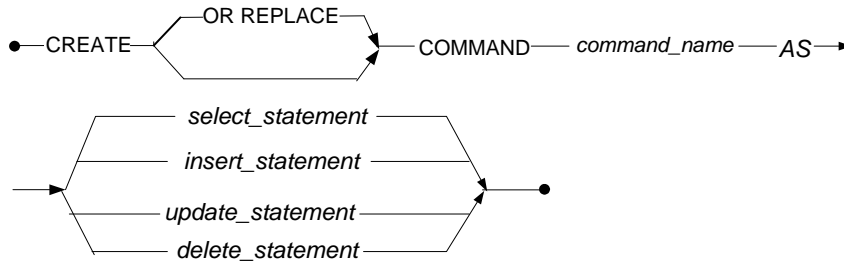 OR REPLACE
CREATE COMMAND command_name AS
select_statement
insert_statement
update_statement
delete_statement